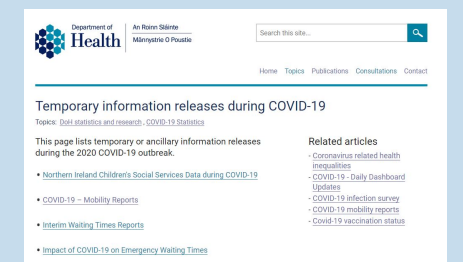 Department of
Health
An Roinn Sláinte
Männystrie O Poustie
Search this site...
Home Topics Publications Consultations Contact
Temporary information releases during COVID-19
Topics: DoH statistics and research , COVID-19 Statistics
This page lists temporary or ancillary information releases
during the 2020 COVID-19 outbreak.
• Northern Ireland Children's Social Services Data during COVID-19
• COVID-19 – Mobility Reports
• Interim Waiting Times Reports
• Impact of COVID-19 on Emergency Waiting Times
Related articles
- Coronavirus related health
inequalities
- COVID-19 - Daily Dashboard
Updates
- COVID-19 infection survey
- COVID-19 mobility reports
- Covid-19 vaccination status